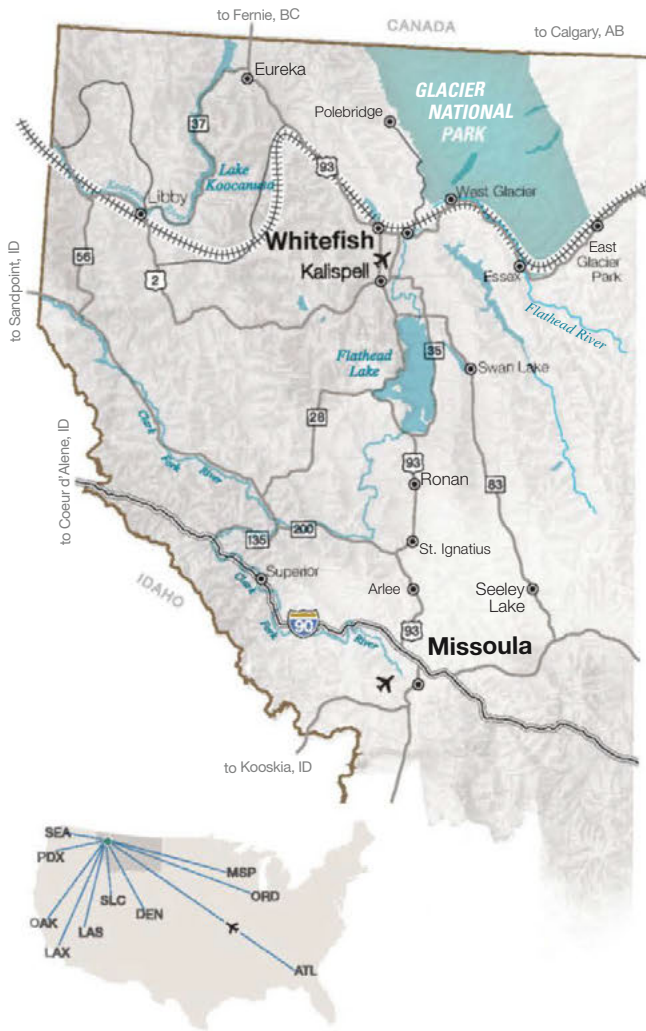 to Fernie, BC
CANADA
to Calgary, AB
Eureka
GLACIER
NATIONAL
PARK
Polebridge
37
93
Lake
Koocanusa
West Glacier
Libby
Whitefish
East
Glacier
Park
56
2
Kalispell
Essex
to Sandpoint, ID
Flathead River
Flathead
Lake
35
Swan Lake
28
Clark
Fork
River
to Coeur d'Alene, ID
93
Ronan
83
200
135
St. Ignatius
Superior
Arlee
Seeley
Lake
IDAHO
Clark
Fork
River
90
93
Missoula
to Kooskia, ID
SEA
PDX
MSP
ORD
SLC
DEN
OAK
LAS
LAX
ATL